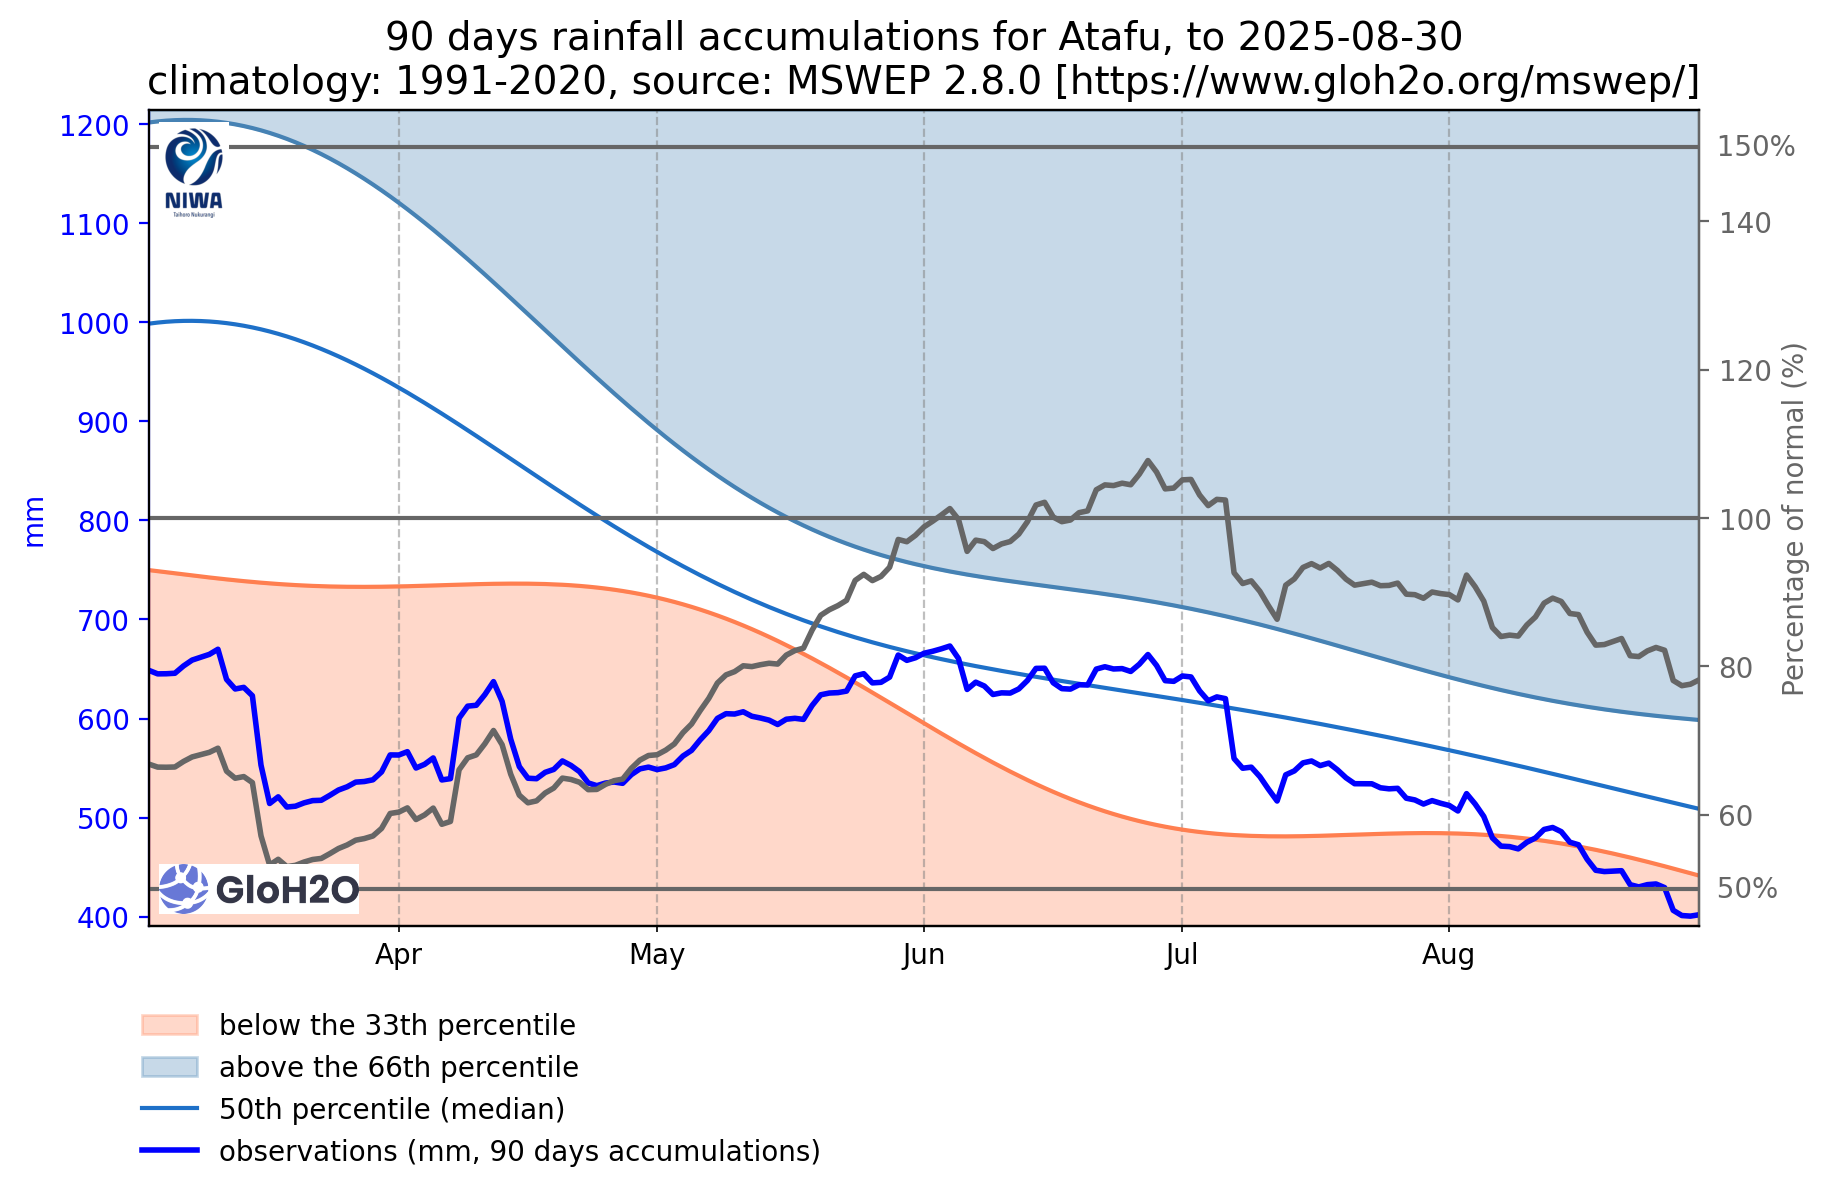 90 days rainfall accumulations for Atafu, to 2025-08-30
climatology: 1991-2020, source: MSWEP 2.8.0 [https://www.gloh2o.org/mswep/]
1200
1100
1000
900
800
700
600
500
400
mm
NIWA
Taihoro Nukurangi
GloH2O
150%
140
120
100
80
60
50%
Percentage of normal (%)
Apr
May
Jun
Jul
Aug
below the 33th percentile
above the 66th percentile
50th percentile (median)
observations (mm, 90 days accumulations)